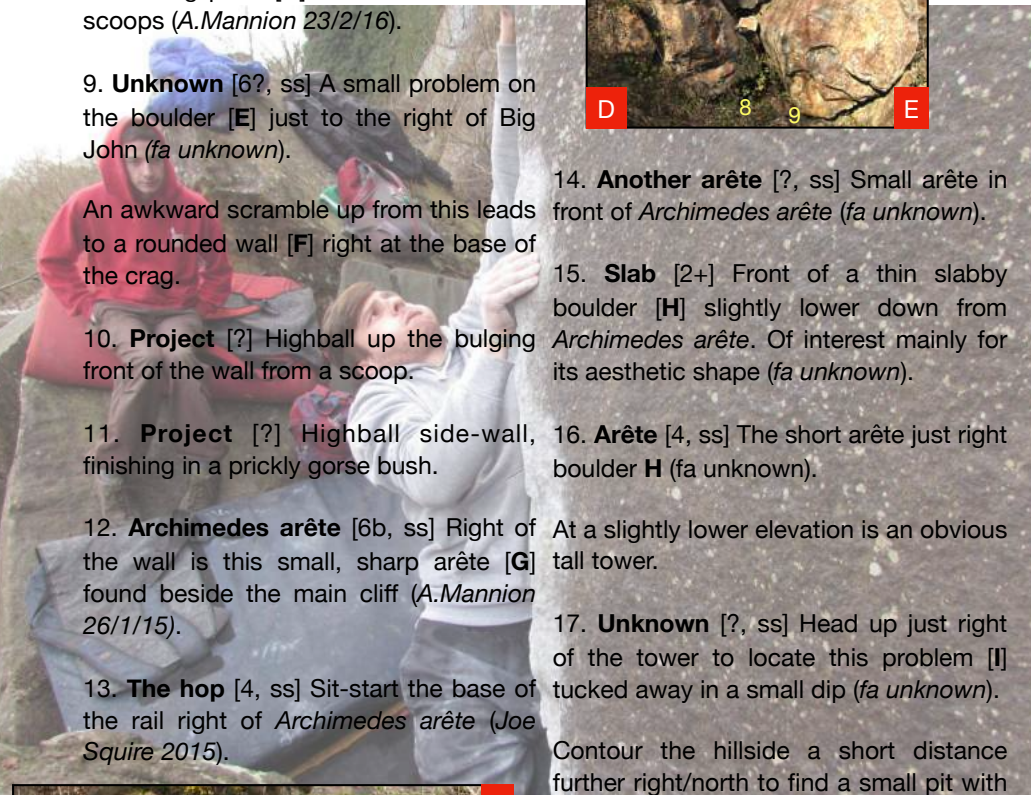 scoops (A.Mannion 23/2/16).
9. Unknown [6?, ss] A small problem on
the boulder [E] just to the right of Big
John (fa unknown).
An awkward scramble up from this leads
to a rounded wall [F] right at the base of
the crag.
10. Project [?] Highball up the bulging
front of the wall from a scoop.
11. Project [?] Highball side-wall,
finishing in a prickly gorse bush.
12. Archimedes arête [6b, ss] Right of
the wall is this small, sharp arête [G]
found beside the main cliff (A.Mannion
26/1/15).
13. The hop [4, ss] Sit-start the base of
the rail right of Archimedes arête (Joe
Squire 2015).
D
8
9
E
14. Another arête [?, ss] Small arête in
front of Archimedes arête (fa unknown).
15. Slab [2+] Front of a thin slabby
boulder [H] slightly lower down from
Archimedes arête. Of interest mainly for
its aesthetic shape (fa unknown).
16. Arête [4, ss] The short arête just right
boulder H (fa unknown).
At a slightly lower elevation is an obvious
tall tower.
17. Unknown [?, ss] Head up just right
of the tower to locate this problem [I]
tucked away in a small dip (fa unknown).
Contour the hillside a short distance
further right/north to find a small pit with